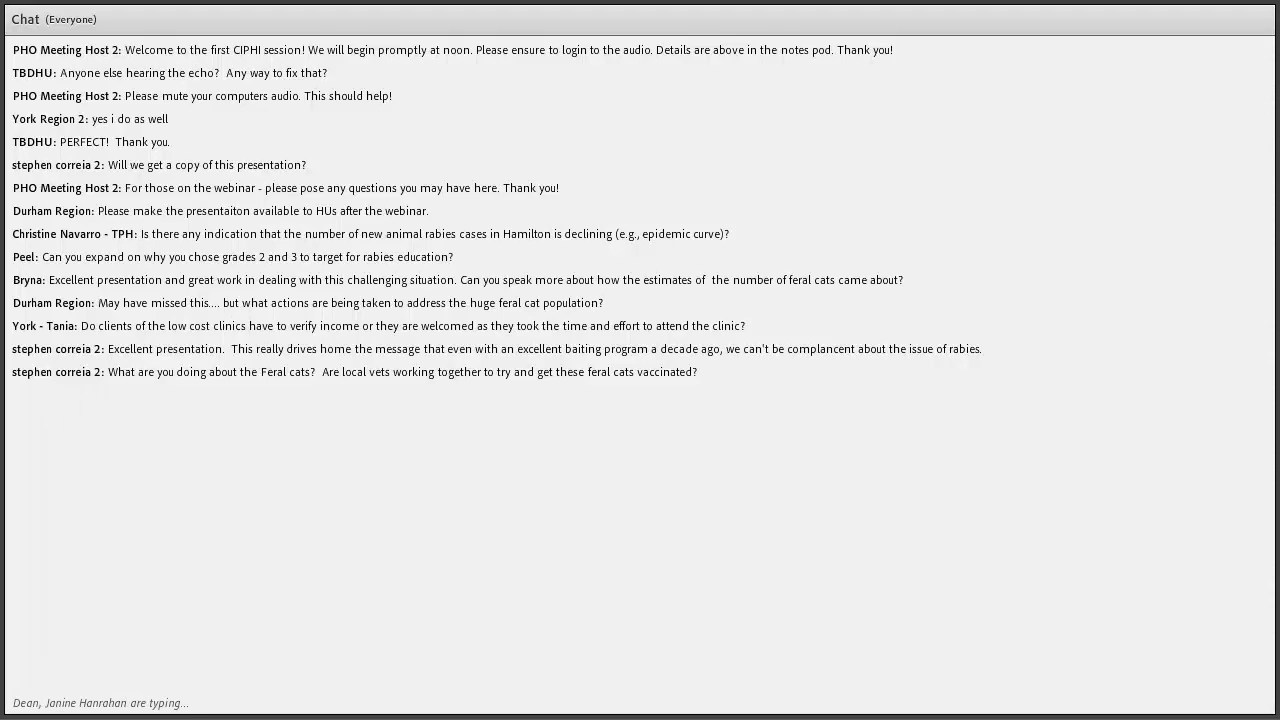 Chat (Everyone)
PHO Meeting Host 2: Welcome to the first CIPHI session! We will begin promptly at noon. Please ensure to login to the audio. Details are above in the notes pod. Thank you!
TBDHU: Anyone else hearing the echo?  Any way to fix that?
PHO Meeting Host 2: Please mute your computers audio. This should help!
York Region 2: yes i do as well
TBDHU: PERFECT!  Thank you.
stephen correia 2: Will we get a copy of this presentation?
PHO Meeting Host 2: For those on the webinar - please pose any questions you may have here. Thank you!
Durham Region: Please make the presentaiton available to HUs after the webinar.
Christine Navarro - TPH: Is there any indication that the number of new animal rabies cases in Hamilton is declining (e.g., epidemic curve)?
Peel: Can you expand on why you chose grades 2 and 3 to target for rabies education?
Bryna: Excellent presentation and great work in dealing with this challenging situation. Can you speak more about how the estimates of  the number of feral cats came about?
Durham Region: May have missed this.... but what actions are being taken to address the huge feral cat population?
York - Tania: Do clients of the low cost clinics have to verify income or they are welcomed as they took the time and effort to attend the clinic?
stephen correia 2: Excellent presentation.  This really drives home the message that even with an excellent baiting program a decade ago, we can't be complancent about the issue of rabies.
stephen correia 2: What are you doing about the Feral cats?  Are local vets working together to try and get these feral cats vaccinated?
Dean, Janine Hanrahan are typing...